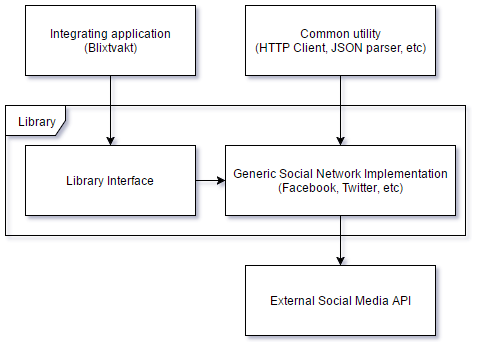 Integrating application
(Blixtvakt)
Common utility
(HTTP Client, JSON parser, etc)
Library
Library Interface
Generic Social Network Implementation
(Facebook, Twitter, etc)
External Social Media API